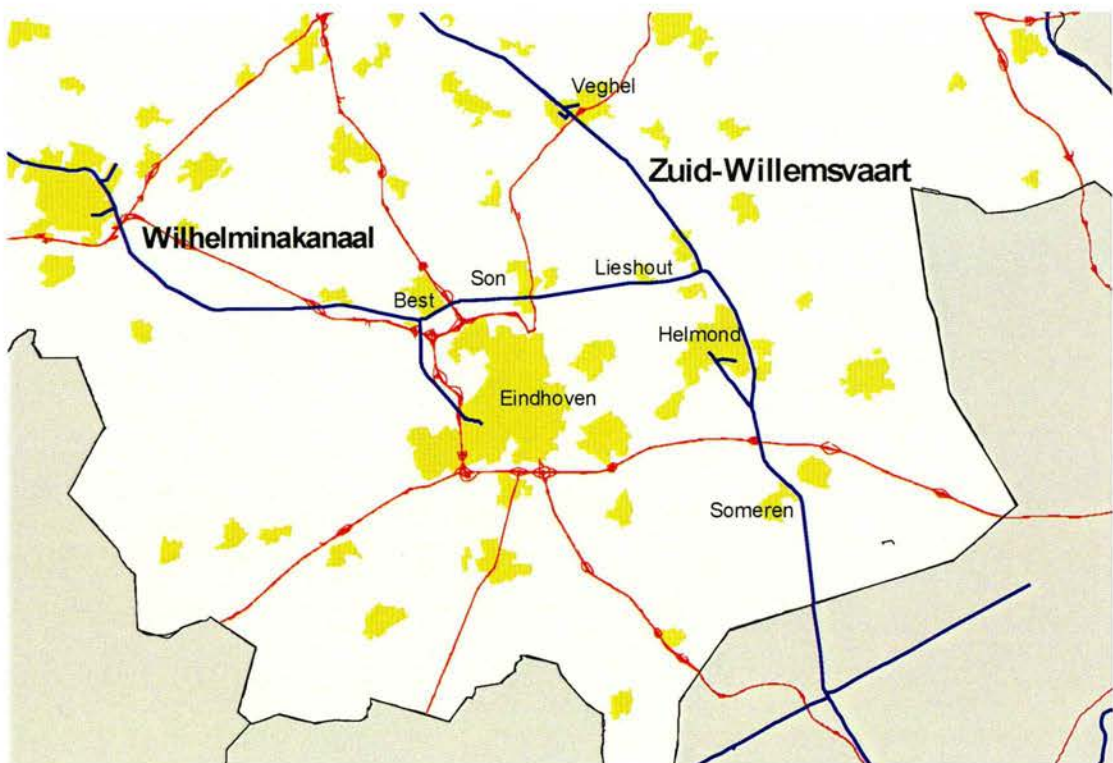 Veghel
Zuid-Willemsvaart
Wilhelminakanaal
Lieshout
Son
Best
Helmond
Eindhoven
Someren